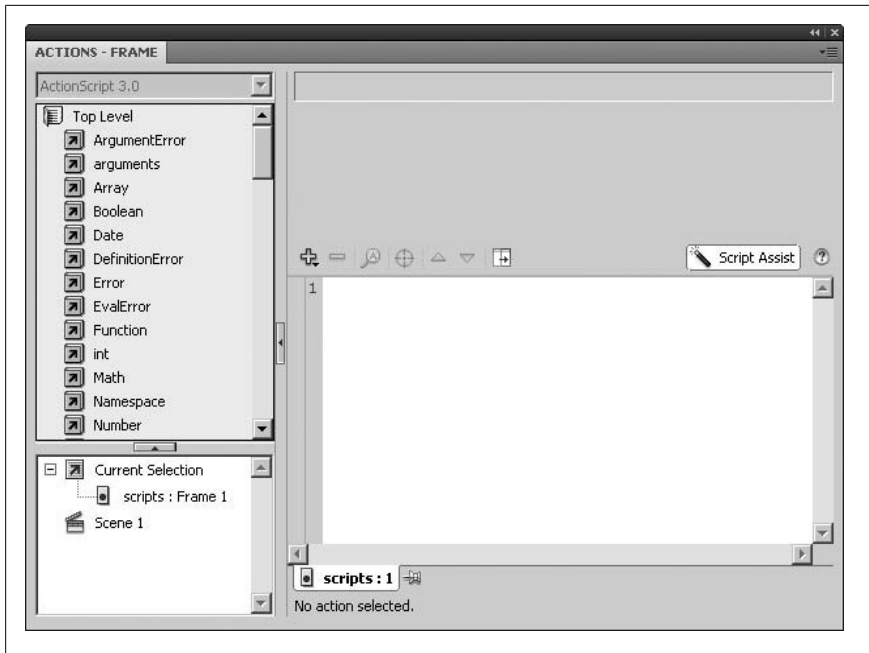 ACTIONS - FRAME
ActionScript 3.0
Top Level
ArgumentError
arguments
Array
Boolean
Date
DefinitionError
Error
EvalError
Function
int
Math
Namespace
Number
Current Selection
scripts : Frame 1
Scene 1
Script Assist
1
scripts : 1
No action selected.